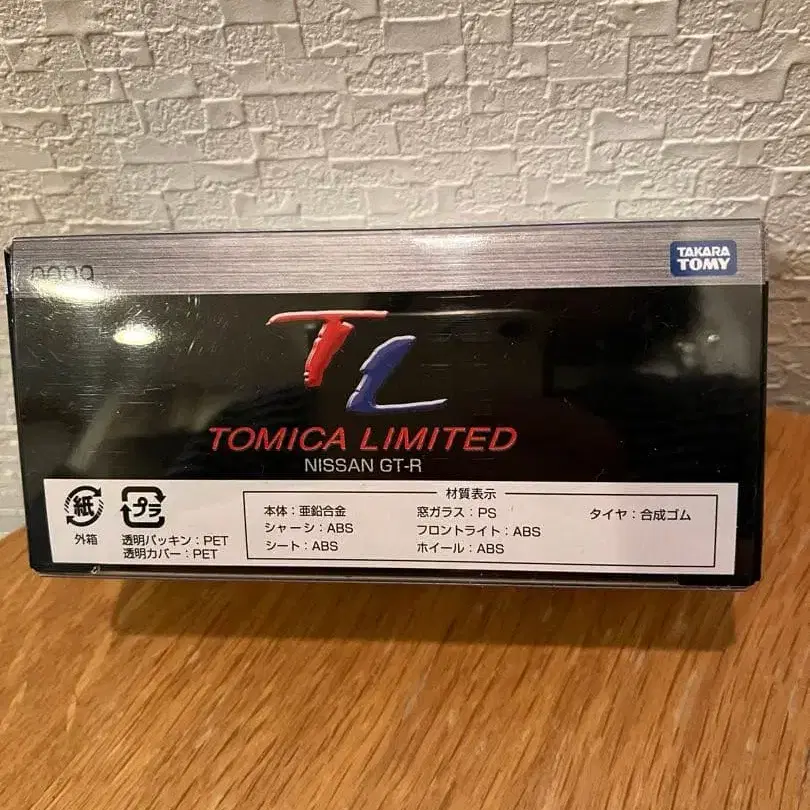 0099
TAKARA
TOMY
TL
TOMICA LIMITED
NISSAN GT-R
紙
外箱
プラ
透明パッキン：PET
透明カバー：PET
材質表示
本体：亜鉛合金
シャーシ：ABS
シート：ABS
窓ガラス：PS
フロントライト：ABS
ホイール：ABS
タイヤ：合成ゴム